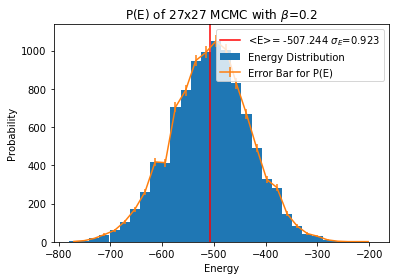 P(E) of 27x27 MCMC with β=0.2
<E>= -507.244 σ_E=0.923
Energy Distribution
Error Bar for P(E)
1000
800
600
400
200
0
Probability
−800 −700 −600 −500 −400 −300 −200
Energy